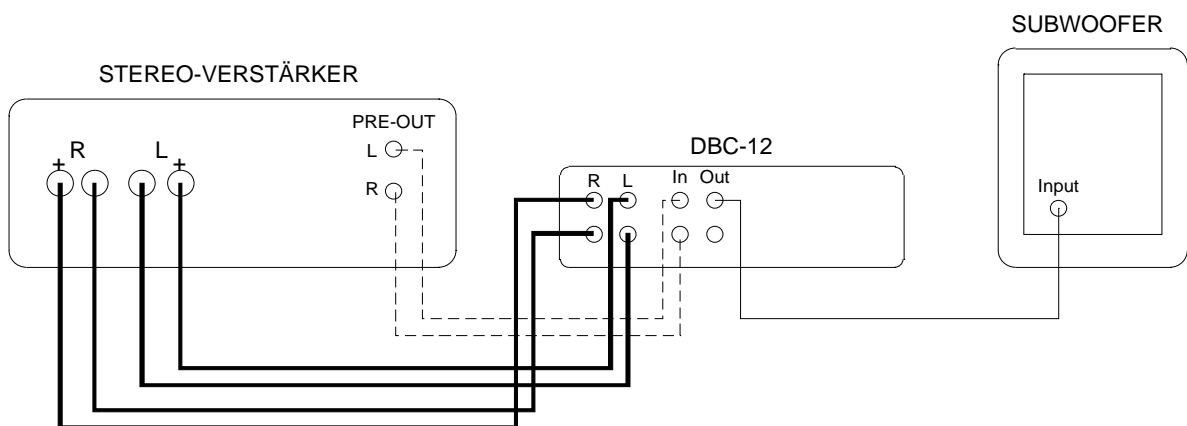 SUBWOOFER
STEREO-VERSTÄRKER
PRE-OUT
L
R
+ R L +
DBC-12
R L In Out
Input